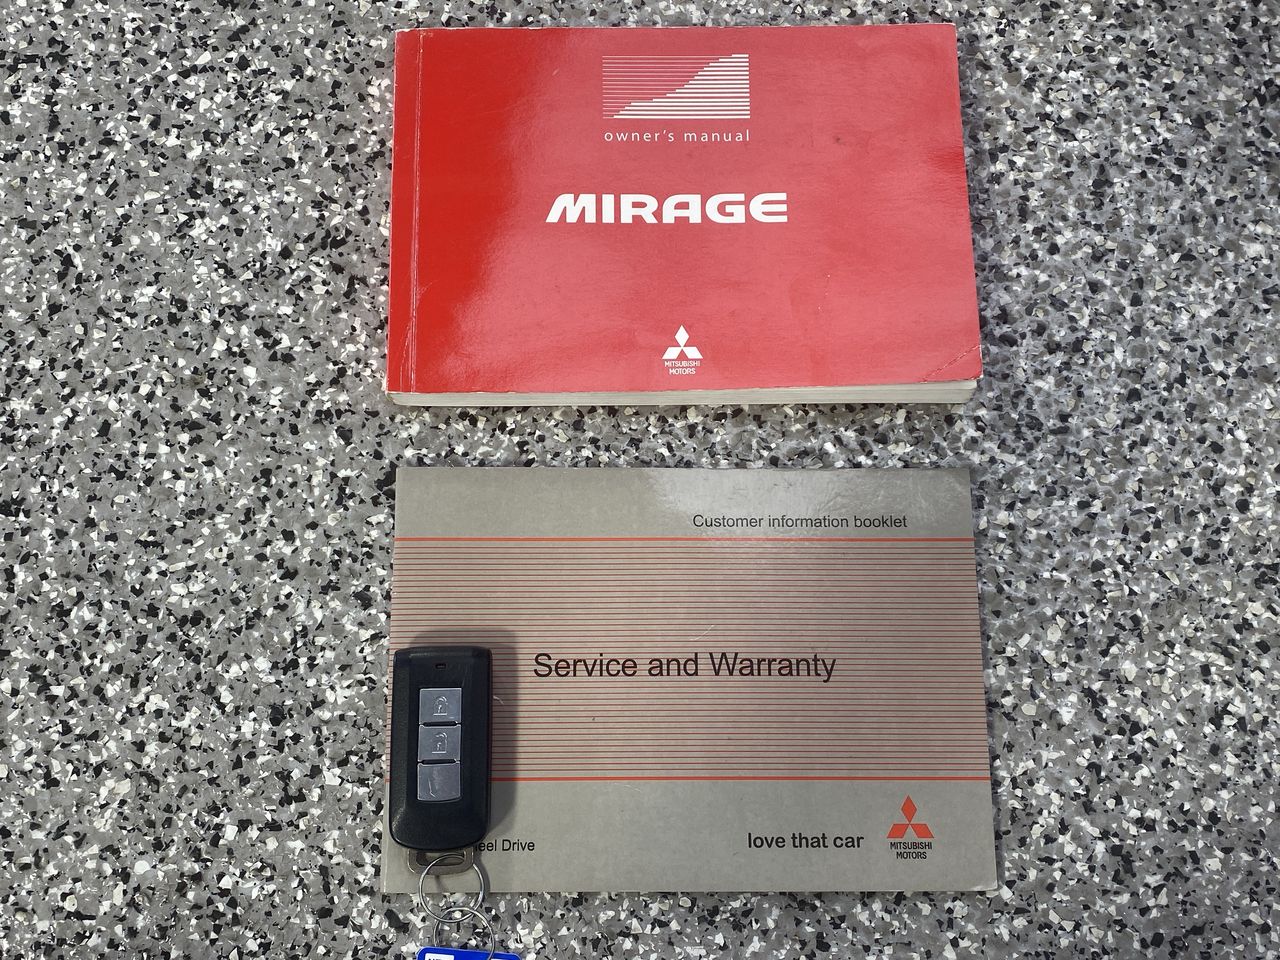 owner's manual
MIRAGE
MITSUBISHI
MOTORS
Customer information booklet
Service and Warranty
eel Drive
love that car
MITSUBISHI
MOTORS